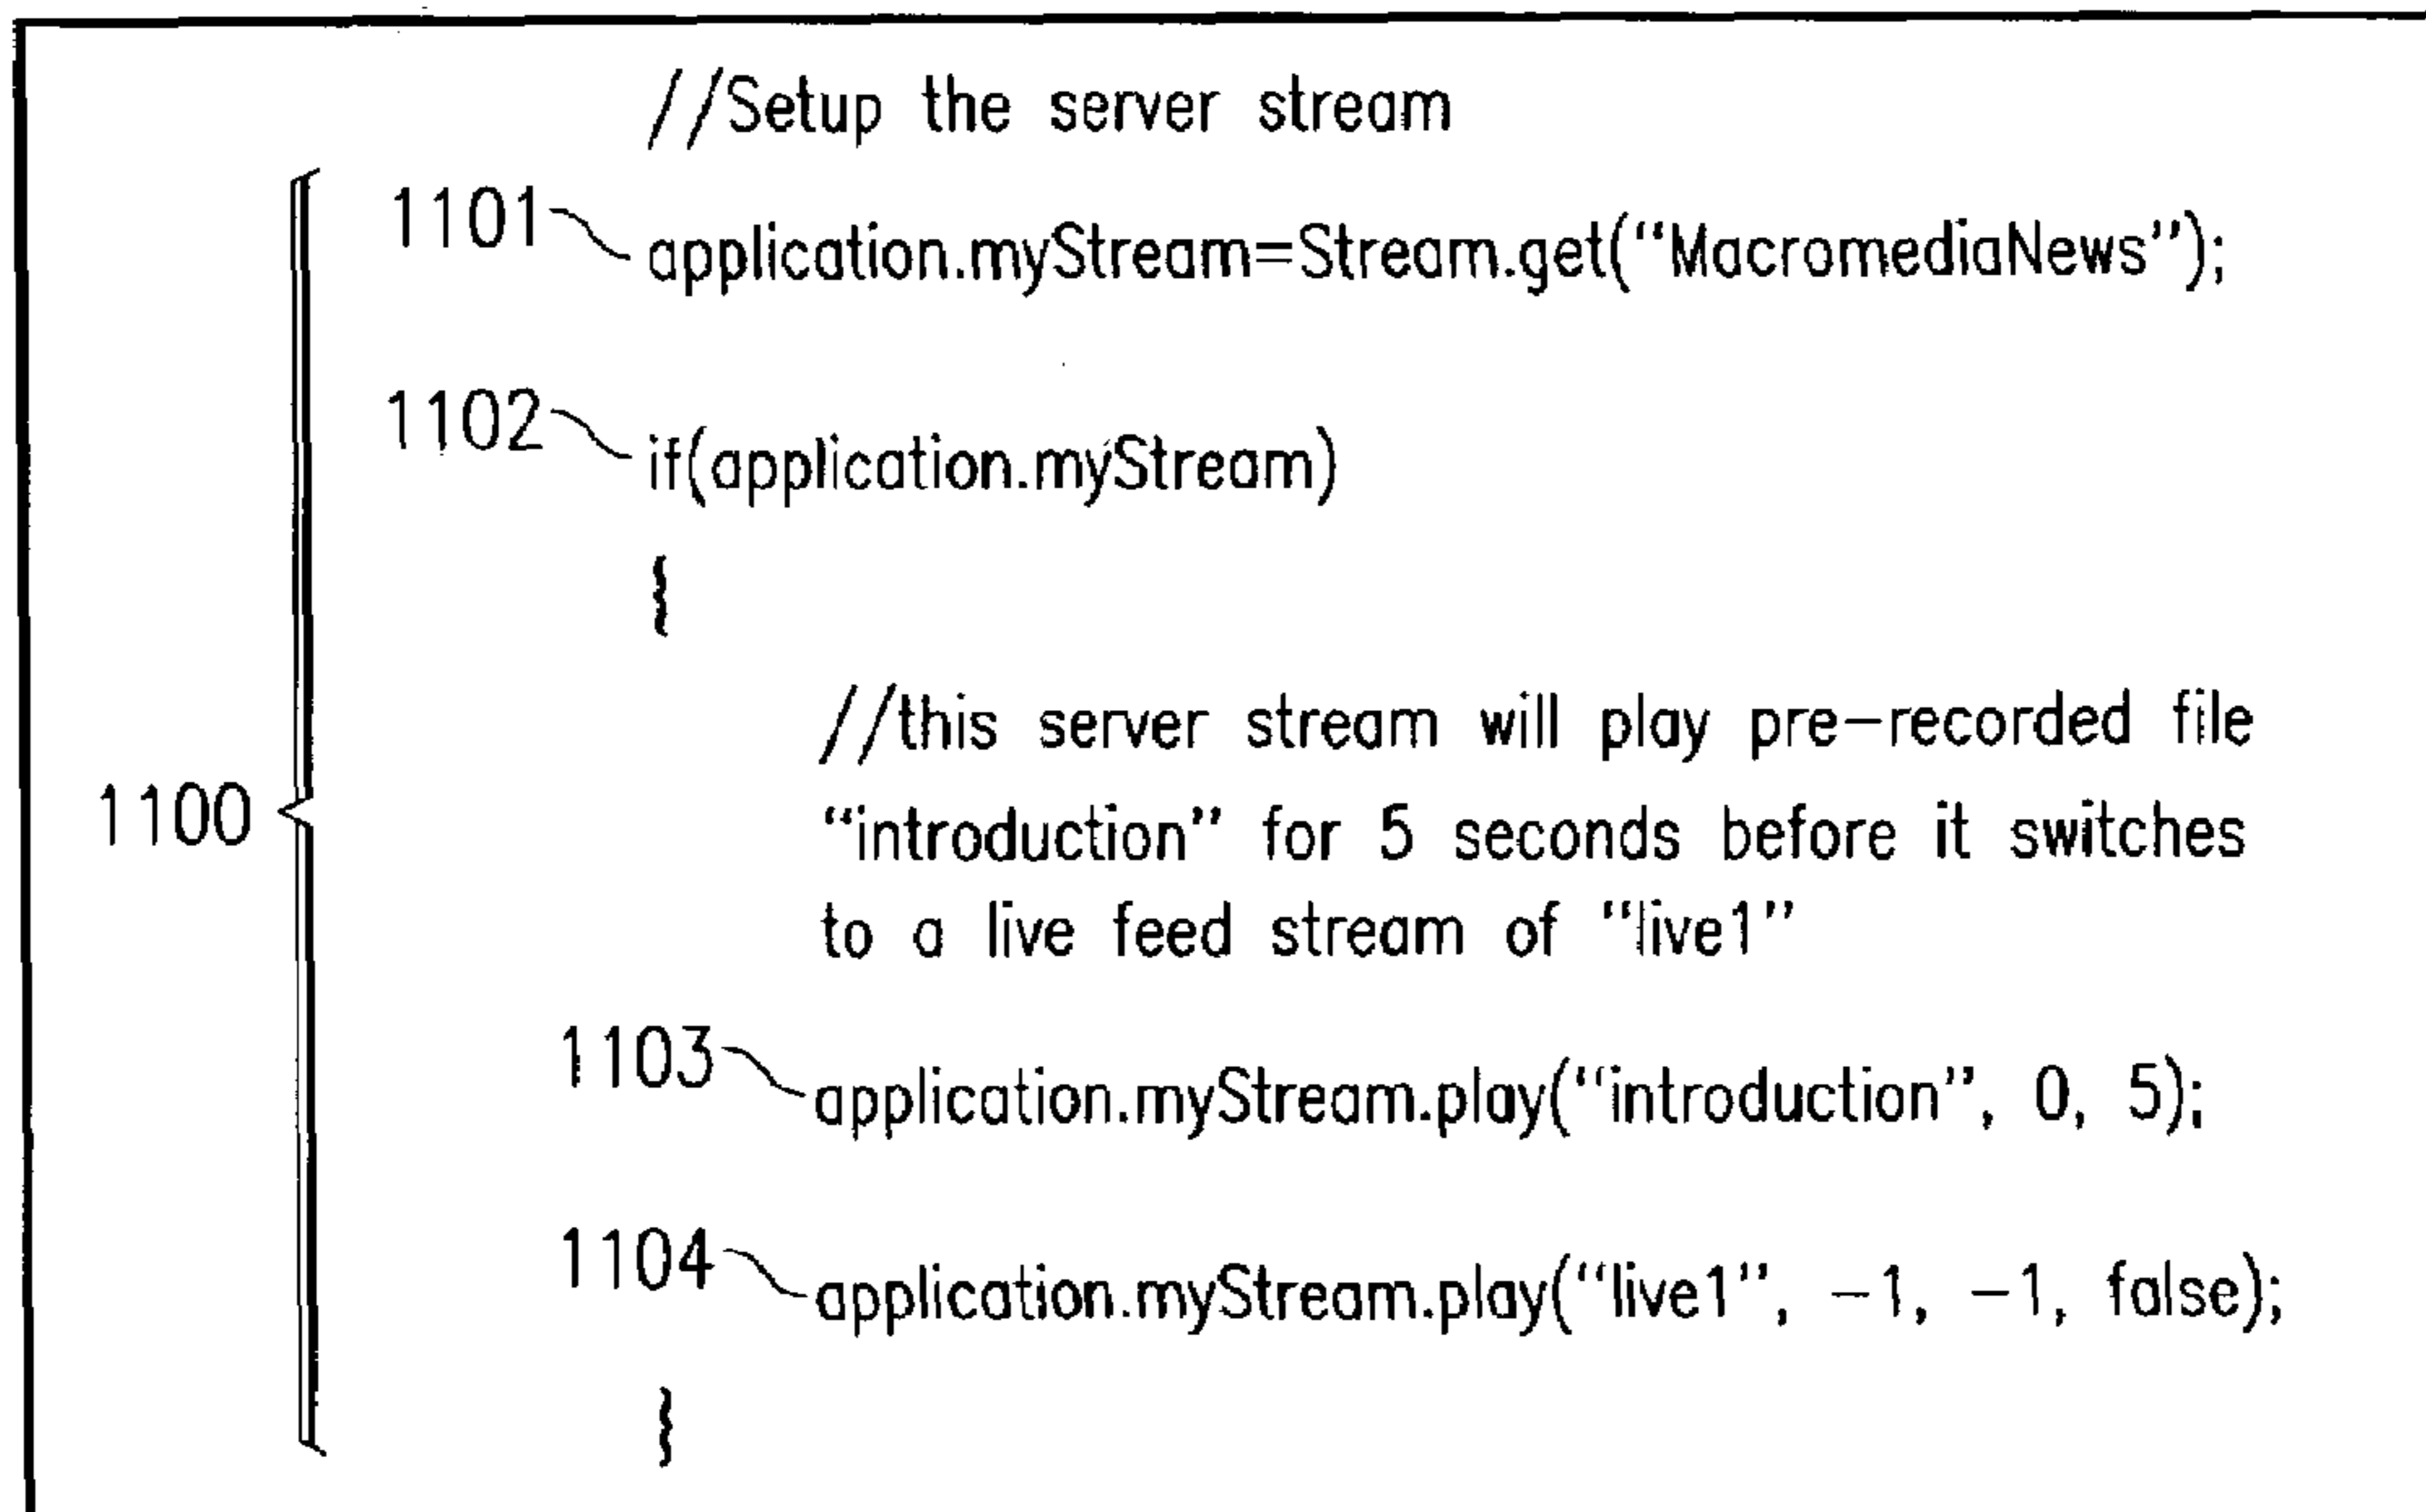 //Setup the server stream
1101 application.myStream=Stream.get(“MacromediaNews”);
1102 if(application.myStream)
{
//this server stream will play pre-recorded file
1100 “introduction” for 5 seconds before it switches
to a live feed stream of “live1”
1103 application.myStream.play(“introduction”, 0, 5);
1104 application.myStream.play(“live1”, -1, -1, false);
}